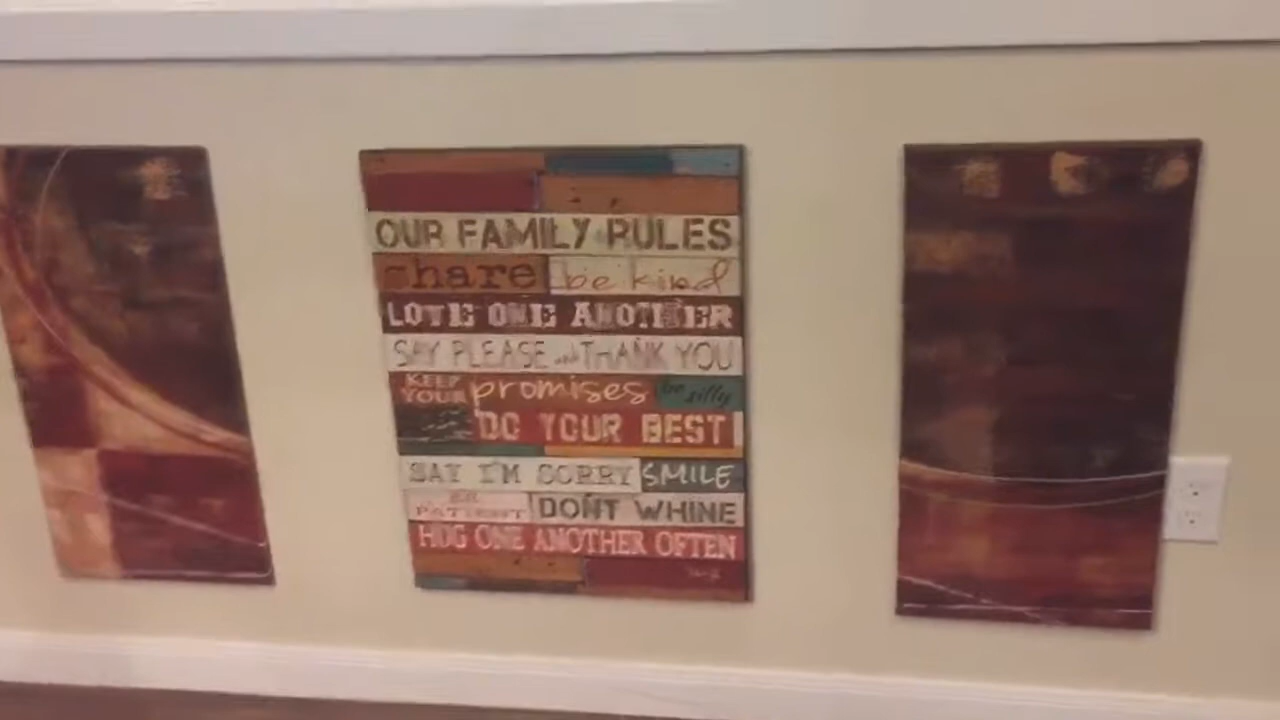 OUR FAMILY RULES
share be kind
LOVE ONE ANOTHER
SAY PLEASE and THANK YOU
KEEP YOUR promises be silly
DO YOUR BEST
SAY I'M SORRY SMILE
BE PATIENT DON'T WHINE
HUG ONE ANOTHER OFTEN